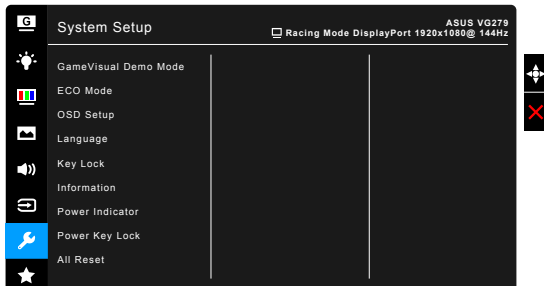 G
System Setup
ASUS VG279
Racing Mode DisplayPort 1920x1080@ 144Hz
GameVisual Demo Mode
ECO Mode
OSD Setup
Language
Key Lock
Information
Power Indicator
Power Key Lock
All Reset